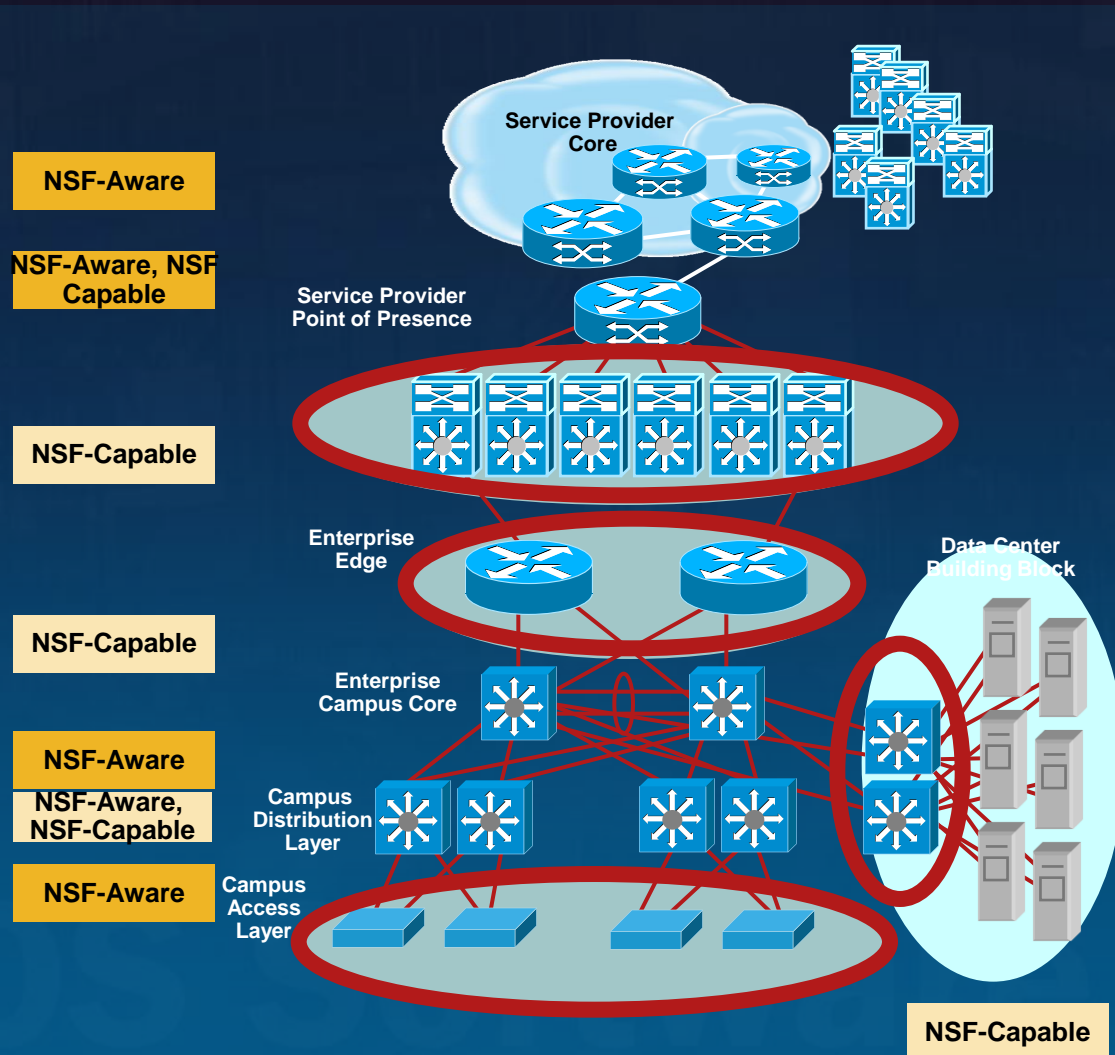 Service Provider
Core
NSF-Aware
NSF-Aware, NSF
Capable
Service Provider
Point of Presence
NSF-Capable
Enterprise
Edge
Data Center
Building Block
NSF-Capable
Enterprise
Campus Core
NSF-Aware
NSF-Aware,
NSF-Capable
Campus
Distribution
Layer
NSF-Aware
Campus
Access
Layer
NSF-Capable